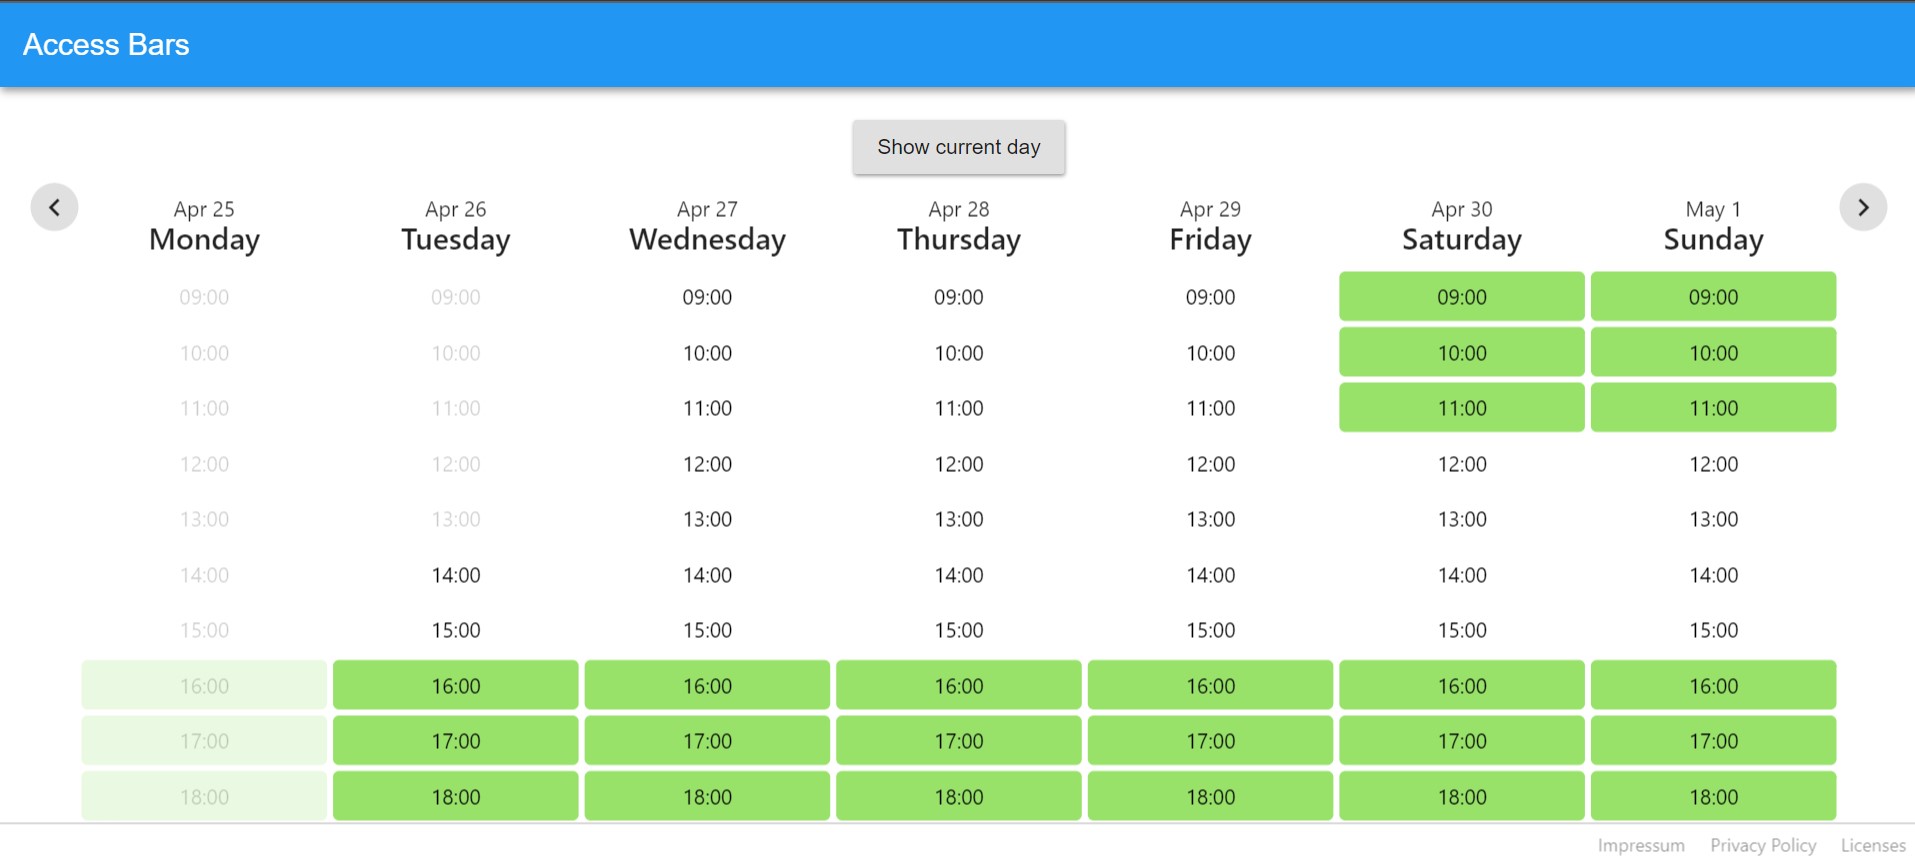 Access Bars
Show current day
Apr 25 Apr 26 Apr 27 Apr 28 Apr 29 Apr 30 May 1
Monday Tuesday Wednesday Thursday Friday Saturday Sunday
09:00 09:00 09:00 09:00 09:00 09:00 09:00
10:00 10:00 10:00 10:00 10:00 10:00 10:00
11:00 11:00 11:00 11:00 11:00 11:00 11:00
12:00 12:00 12:00 12:00 12:00 12:00 12:00
13:00 13:00 13:00 13:00 13:00 13:00 13:00
14:00 14:00 14:00 14:00 14:00 14:00 14:00
15:00 15:00 15:00 15:00 15:00 15:00 15:00
16:00 16:00 16:00 16:00 16:00 16:00 16:00
17:00 17:00 17:00 17:00 17:00 17:00 17:00
18:00 18:00 18:00 18:00 18:00 18:00 18:00
Impressum Privacy Policy Licenses